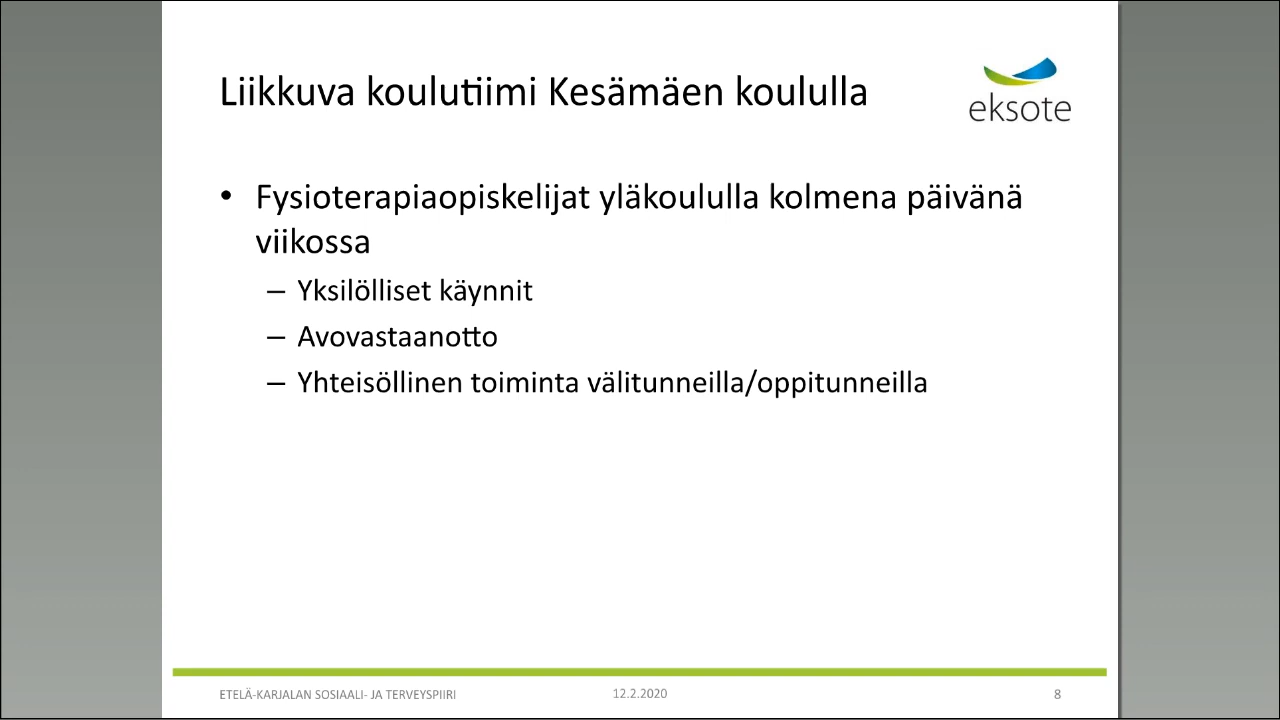 Liikkuva koulutiimi Kesämäen koululla
eksote
• Fysioterapiaopiskelijat yläkoululla kolmena päivänä
viikossa
– Yksilölliset käynnit
– Avovastaanotto
– Yhteisöllinen toiminta välitunneilla/oppitunneilla
ETELÄ-KARJALAN SOSIAALI- JA TERVEYSPIIRI
12.2.2020
8